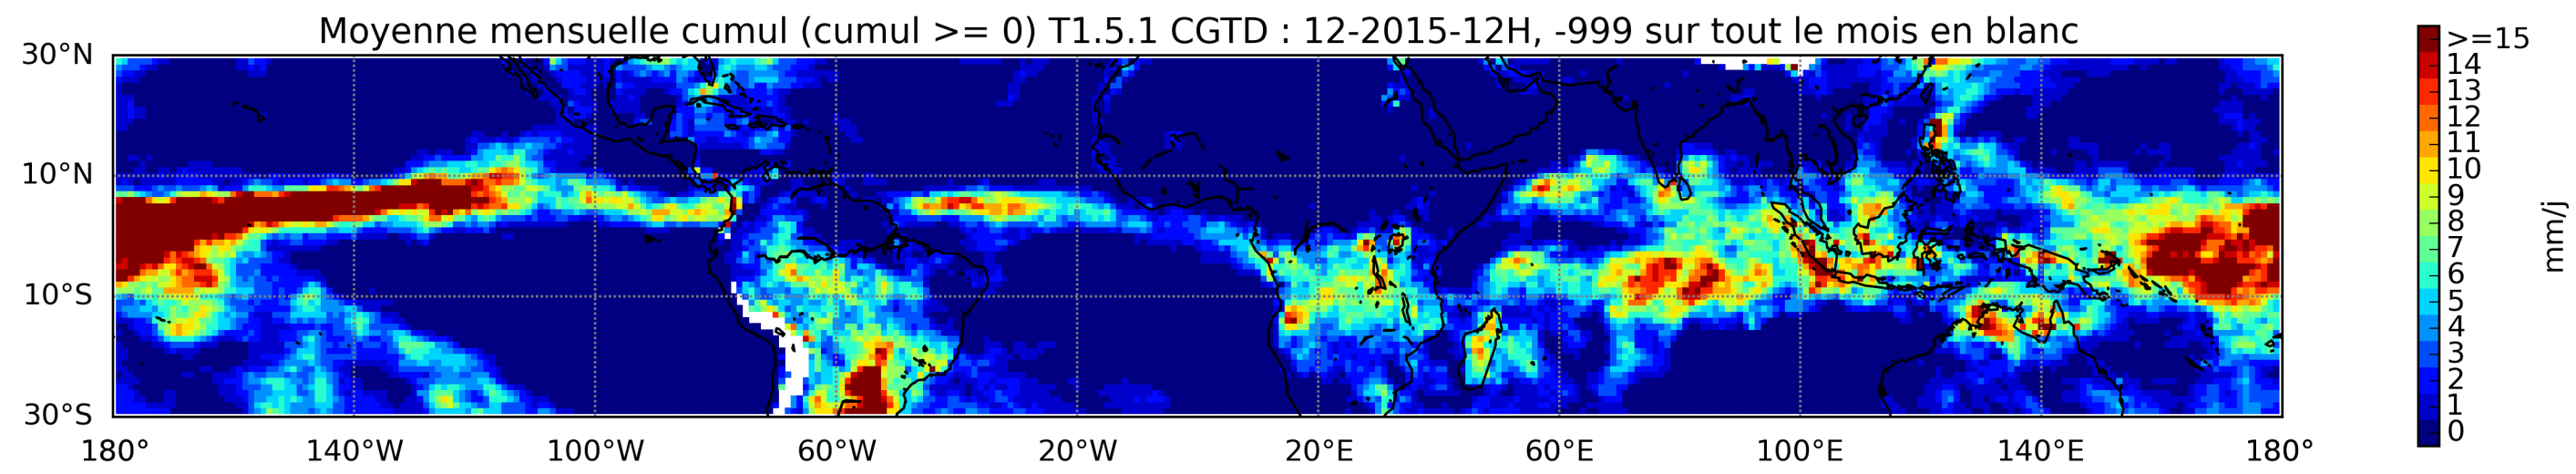 Moyenne mensuelle cumul (cumul >= 0) T1.5.1 CGTD : 12-2015-12H, -999 sur tout le mois en blanc
30°N
10°N
10°S
30°S
180°
140°W
100°W
60°W
20°W
20°E
60°E
100°E
140°E
180°
>=15
14
13
12
11
10
9
8
7
6
5
4
3
2
1
0
mm/j